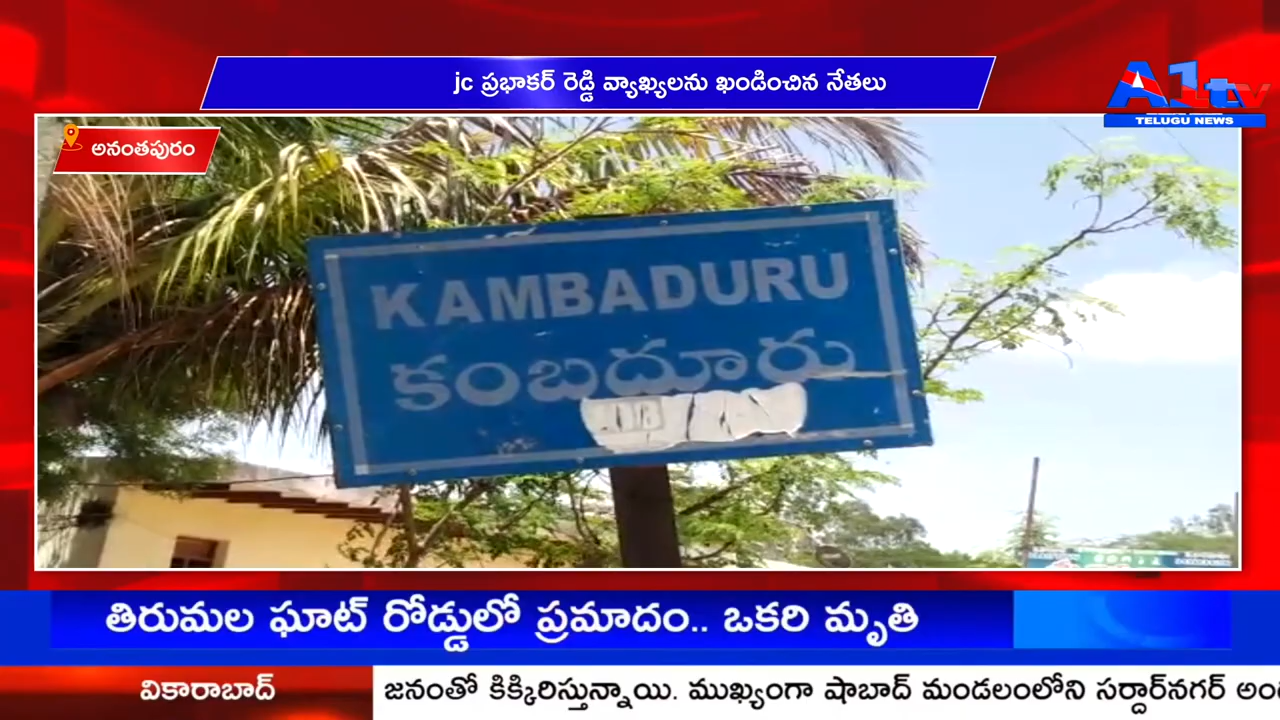 jc ప్రభాకర్ రెడ్డి వ్యాఖ్యలను ఖండించిన నేతలు
A1tv
TELUGU NEWS
అనంతపురం
KAMBADURU
కంబదూరు
తిరుమల ఘాట్ రోడ్డులో ప్రమాదం.. ఒకరి మృతి
వికారాబాద్
జనంతో కిక్కిరిస్తున్నాయి. ముఖ్యంగా షాబాద్ మండలంలోని సర్దార్‌నగర్